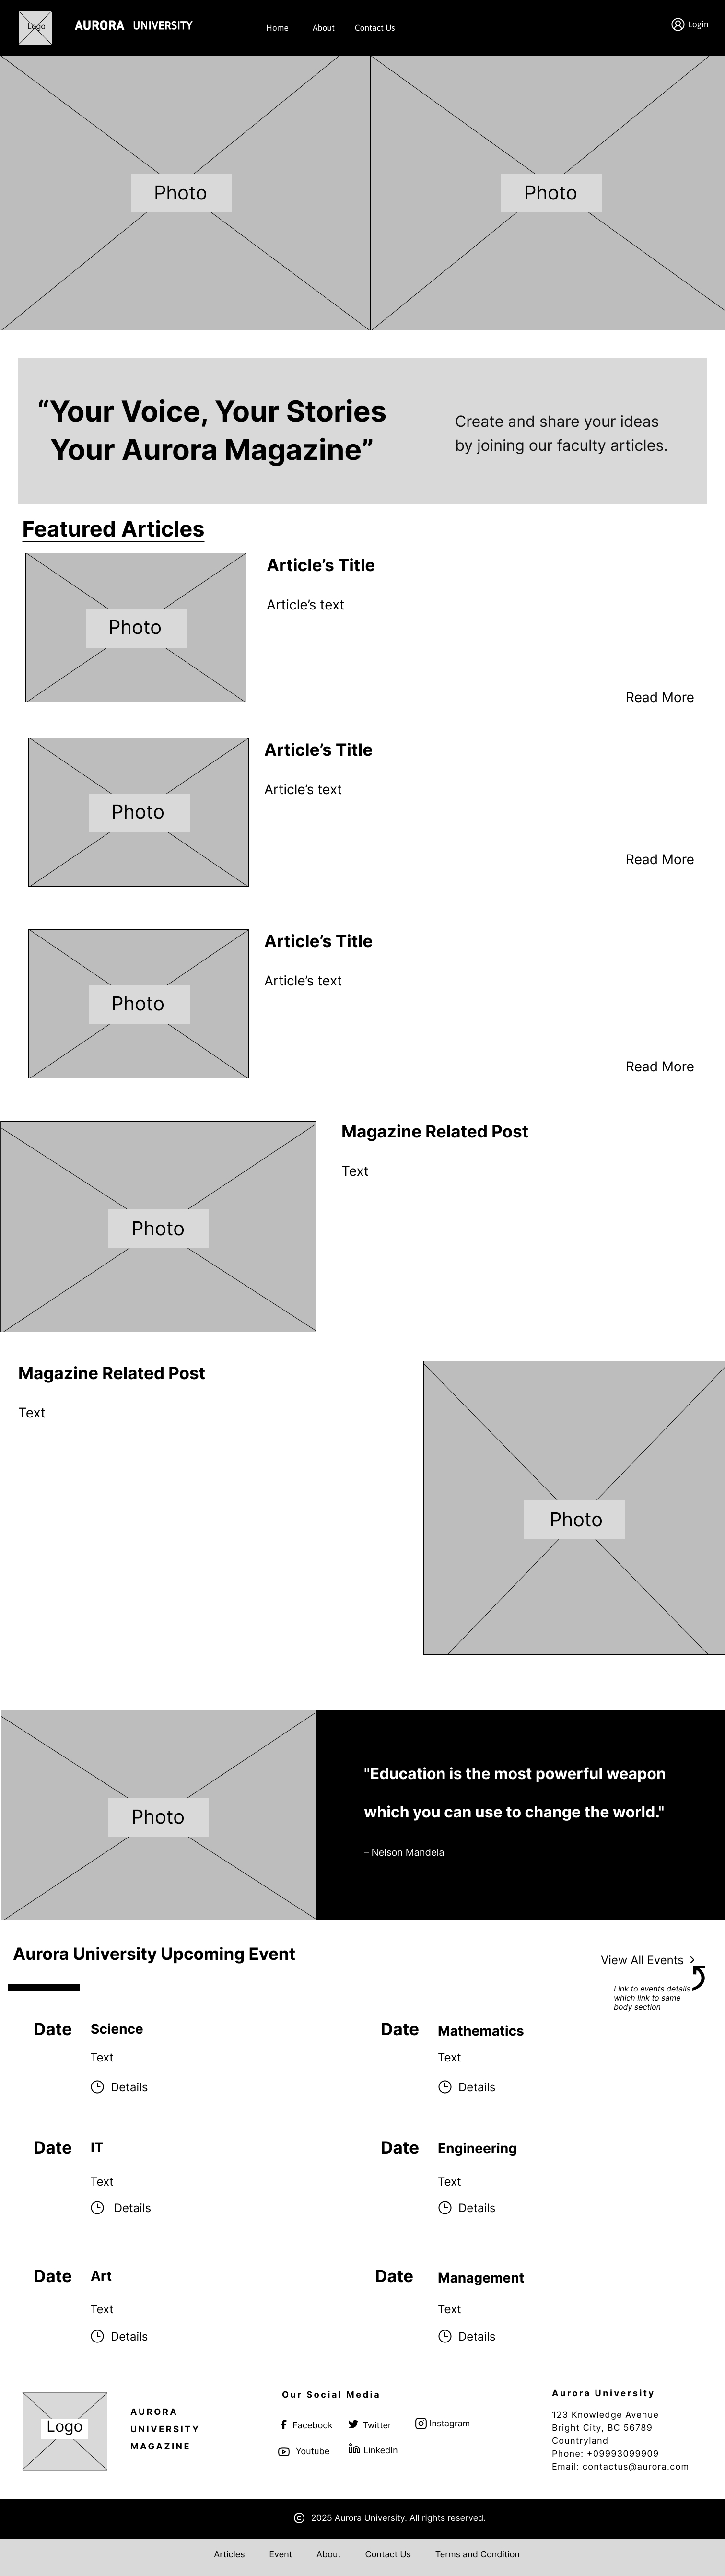 Logo
AURORA UNIVERSITY
Home About Contact Us
Login
Photo
Photo
“Your Voice, Your Stories
Your Aurora Magazine”
Create and share your ideas
by joining our faculty articles.
Featured Articles
Photo
Article’s Title
Article’s text
Read More
Photo
Article’s Title
Article’s text
Read More
Photo
Article’s Title
Article’s text
Read More
Photo
Magazine Related Post
Text
Magazine Related Post
Text
Photo
Photo
"Education is the most powerful weapon
which you can use to change the world."
– Nelson Mandela
Aurora University Upcoming Event
View All Events
Link to events details
which link to same
body section
Date Science
Text
Details
Date Mathematics
Text
Details
Date IT
Text
Details
Date Engineering
Text
Details
Date Art
Text
Details
Date Management
Text
Details
Logo
AURORA
UNIVERSITY
MAGAZINE
Our Social Media
Facebook Twitter Instagram
Youtube LinkedIn
Aurora University
123 Knowledge Avenue
Bright City, BC 56789
Countryland
Phone: +09993099909
Email: contactus@aurora.com
© 2025 Aurora University. All rights reserved.
Articles Event About Contact Us Terms and Condition